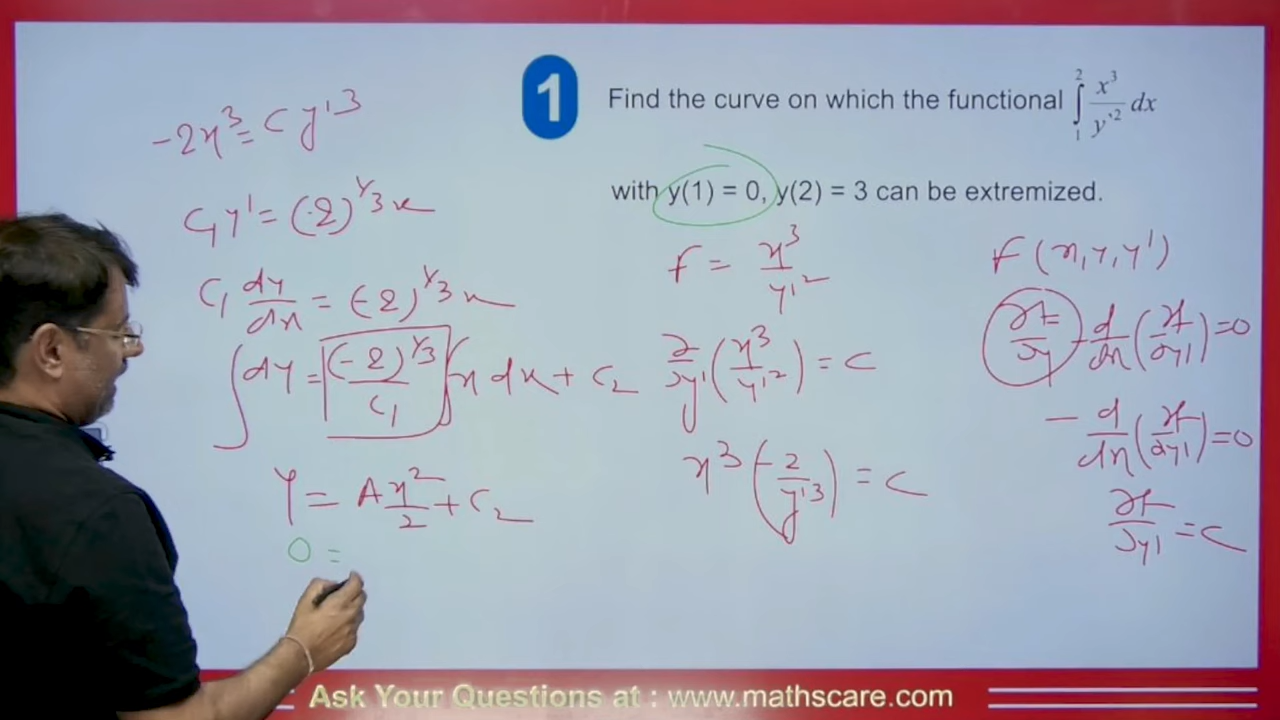 1
Find the curve on which the functional ∫₁² x³/y'² dx
with y(1) = 0, y(2) = 3 can be extremized.
-2x³ = c y'³
c₁ y' = (-2)^1/3 x
c₁ dy/dx = (-2)^1/3 x
∫dy = (-2)^1/3/c₁ ∫x dx + c₂
y = A x²/2 + c₂
0 =
f = x³/y'²
∂/∂y' (x³/y'²) = c
x³ (-2/y'³) = c
f (x, y, y')
∂f/∂y - d/dx (∂f/∂y') = 0
- d/dx (∂f/∂y') = 0
∂f/∂y' = c
Ask Your Questions at : www.mathscare.com